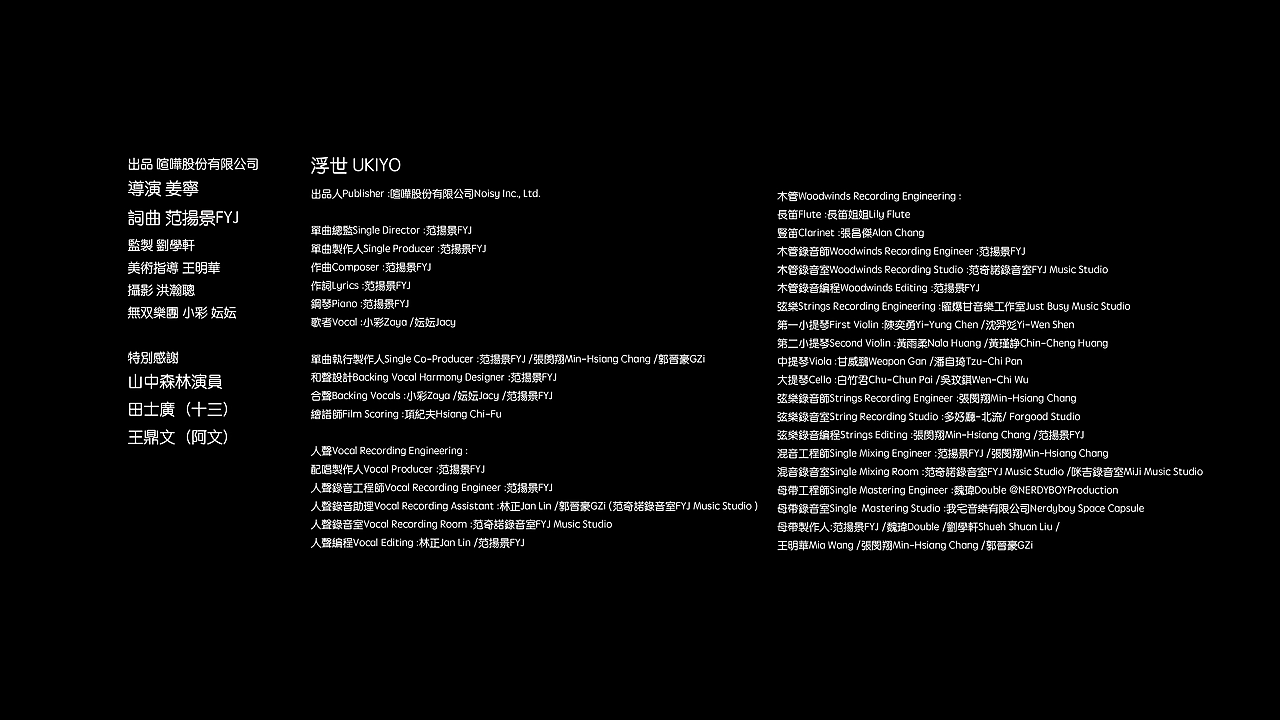 出品 喧嘩股份有限公司
導演 姜寧
詞曲 范揚景FYJ
監製 劉學軒
美術指導 王明華
攝影 洪瀚聰
無双樂團 小彩 妘妘
特別感謝
山中森林演員
田士廣（十三）
王鼎文（阿文）
浮世 UKIYO
出品人Publisher :喧嘩股份有限公司Noisy Inc., Ltd.
單曲總監Single Director :范揚景FYJ
單曲製作人Single Producer :范揚景FYJ
作曲Composer :范揚景FYJ
作詞Lyrics :范揚景FYJ
鋼琴Piano :范揚景FYJ
歌者Vocal :小彩Zaya /妘妘Jacy
單曲執行製作人Single Co-Producer :范揚景FYJ /張閔翔Min-Hsiang Chang /郭晉豪GZi
和聲設計Backing Vocal Harmony Designer :范揚景FYJ
合聲Backing Vocals :小彩Zaya /妘妘Jacy /范揚景FYJ
繪譜師Film Scoring :項紀夫Hsiang Chi-Fu
人聲Vocal Recording Engineering :
配唱製作人Vocal Producer :范揚景FYJ
人聲錄音工程師Vocal Recording Engineer :范揚景FYJ
人聲錄音助理Vocal Recording Assistant :林正Jan Lin /郭晉豪GZi (范奇諾錄音室FYJ Music Studio )
人聲錄音室Vocal Recording Room :范奇諾錄音室FYJ Music Studio
人聲編程Vocal Editing :林正Jan Lin /范揚景FYJ
木管Woodwinds Recording Engineering :
長笛Flute :長笛姐姐Lily Flute
豎笛Clarinet :張昌傑Alan Chang
木管錄音師Woodwinds Recording Engineer :范揚景FYJ
木管錄音室Woodwinds Recording Studio :范奇諾錄音室FYJ Music Studio
木管錄音編程Woodwinds Editing :范揚景FYJ
弦樂Strings Recording Engineering :曜爆甘音樂工作室Just Busy Music Studio
第一小提琴First Violin :陳奕勇Yi-Yung Chen /沈羿彣Yi-Wen Shen
第二小提琴Second Violin :黃雨柔Nala Huang /黃瑾諍Chin-Cheng Huang
中提琴Viola :甘威鵬Weapon Gan /潘自琦Tzu-Chi Pan
大提琴Cello :白竹君Chu-Chun Pai /吳玟錤Wen-Chi Wu
弦樂錄音師Strings Recording Engineer :張閔翔Min-Hsiang Chang
弦樂錄音室String Recording Studio :多好聽-北流/ Forgood Studio
弦樂錄音編程Strings Editing :張閔翔Min-Hsiang Chang /范揚景FYJ
混音工程師Single Mixing Engineer :范揚景FYJ /張閔翔Min-Hsiang Chang
混音錄音室Single Mixing Room :范奇諾錄音室FYJ Music Studio /咪吉錄音室MiJi Music Studio
母帶工程師Single Mastering Engineer :魏瑋Double @NERDYBOYProduction
母帶錄音室Single  Mastering Studio :我宅音樂有限公司Nerdyboy Space Capsule
母帶製作人:范揚景FYJ /魏瑋Double /劉學軒Shueh Shuan Liu /
王明華Mia Wang /張閔翔Min-Hsiang Chang /郭晉豪GZi